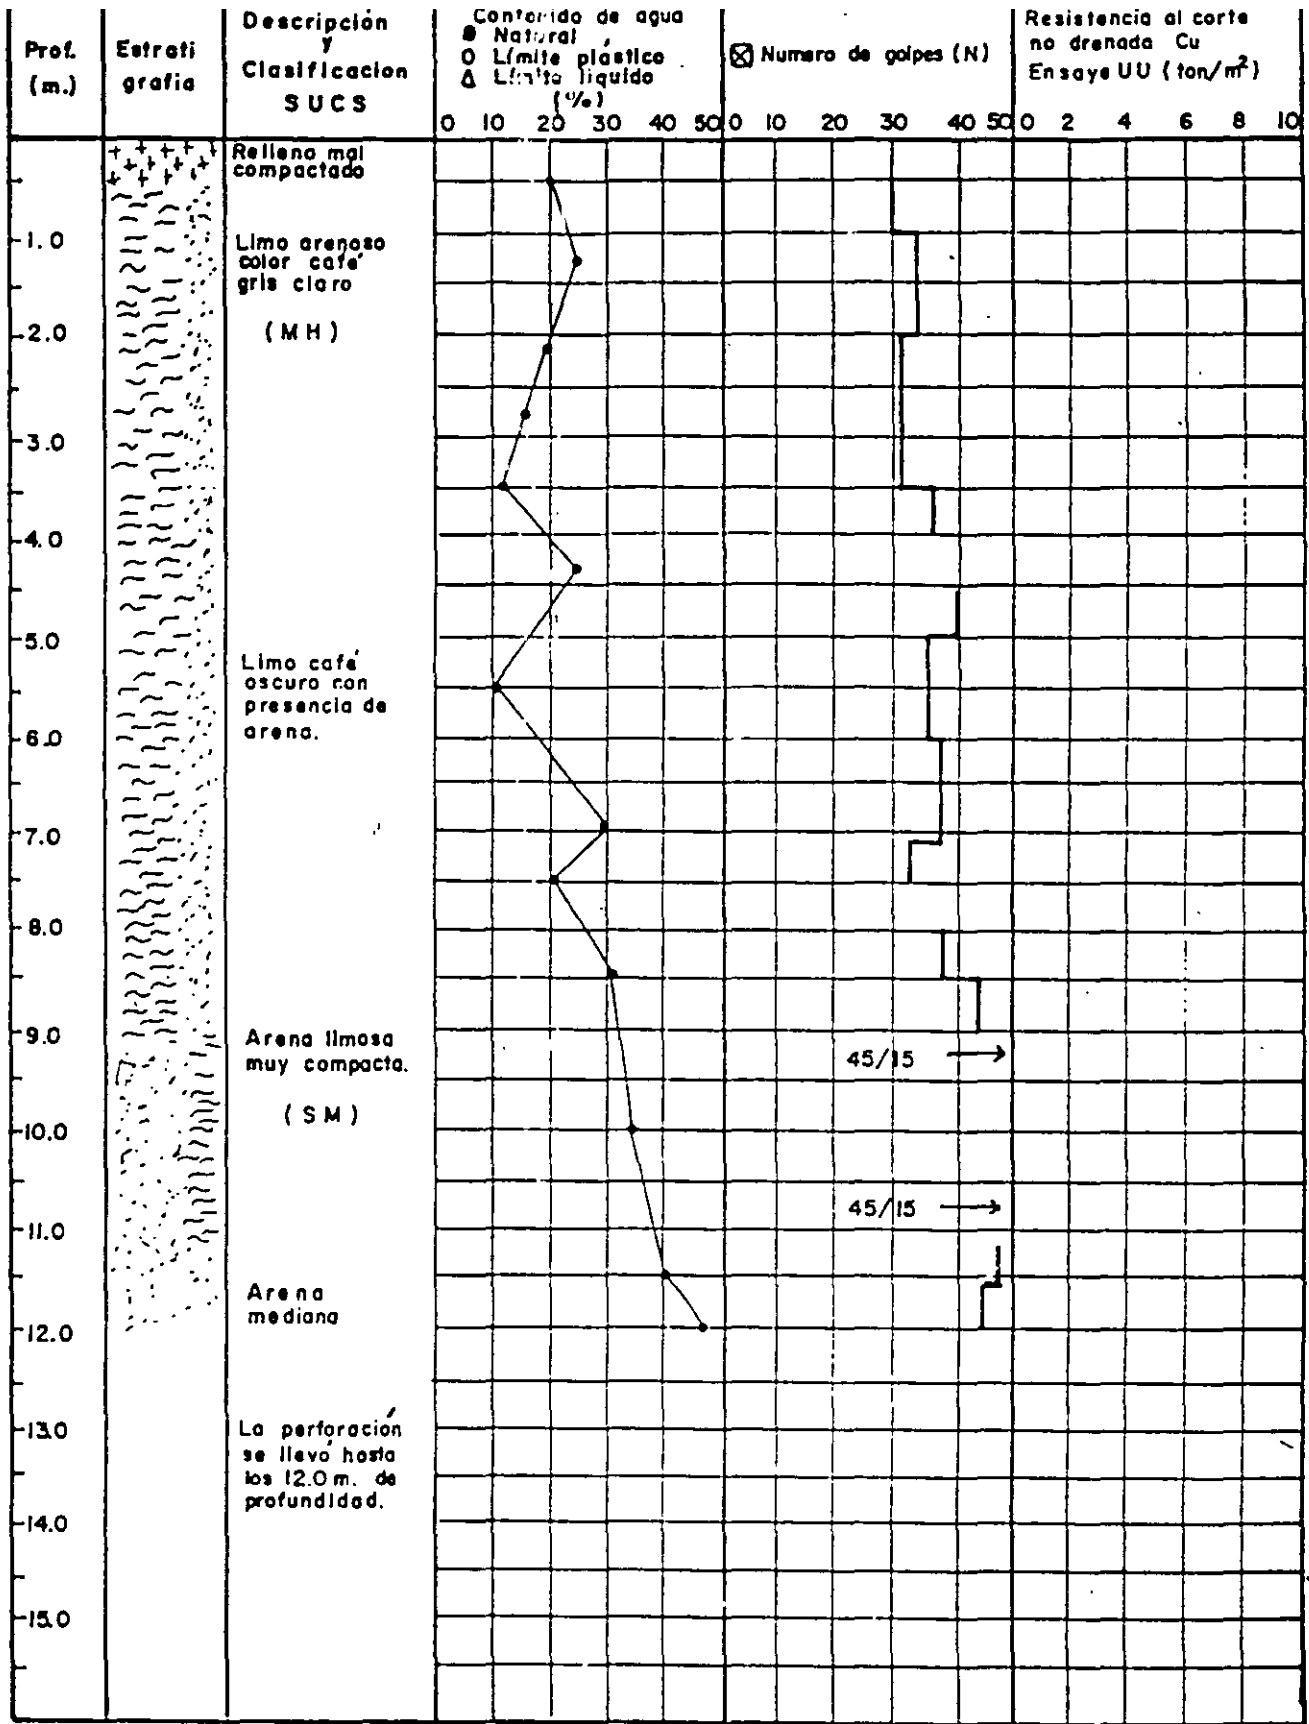 Prof.
(m.)
Estrati
grafia
Descripción
y
Clasificacion
SUCS
Contenido de agua
● Natural
O Límite plástico
Δ Límite líquido
(%)
Numero de golpes (N)
Resistencia al corte
no drenada Cu
Ensaye UU (ton/m²)
0 10 20 30 40 50
0 10 20 30 40 50
0 2 4 6 8 10
Relleno mal
compactado
1.0
Limo arenoso
color café
gris claro
2.0
(MH)
3.0
4.0
5.0
Limo café
oscuro con
presencia de
arena.
6.0
7.0
8.0
9.0
Arena limosa
muy compacta.
45/15
(SM)
10.0
45/15
11.0
Arena
mediana
12.0
13.0
La perforación
se llevó hasta
los 12.0 m. de
profundidad.
14.0
15.0